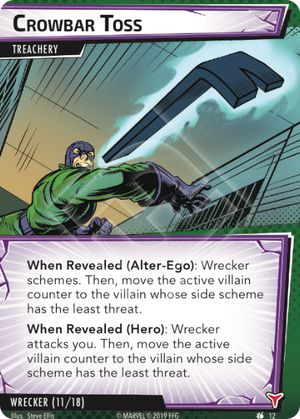 Crowbar Toss
TREACHERY
When Revealed (Alter-Ego): Wrecker
schemes. Then, move the active villain
counter to the villain whose side scheme
has the least threat.
When Revealed (Hero): Wrecker
attacks you. Then, move the active
villain counter to the villain whose side
scheme has the least threat.
WRECKER (11/18)
Illus. Steve Ellis © MARVEL © 2019 FFG 12